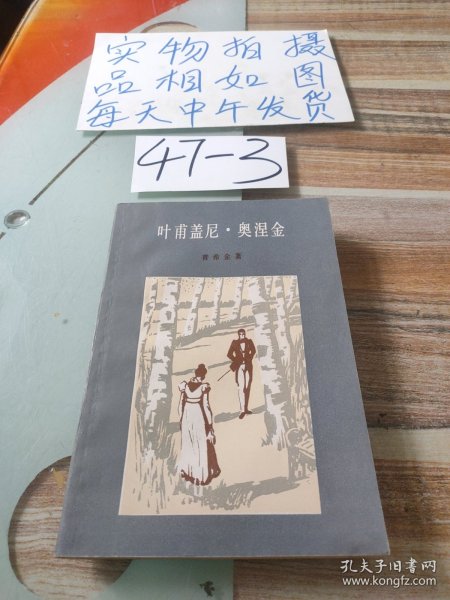 实物拍摄
品相如图
每天中午发货
47-3
叶甫盖尼·奥涅金
普希金著
孔夫子旧书网
www.kongfz.com